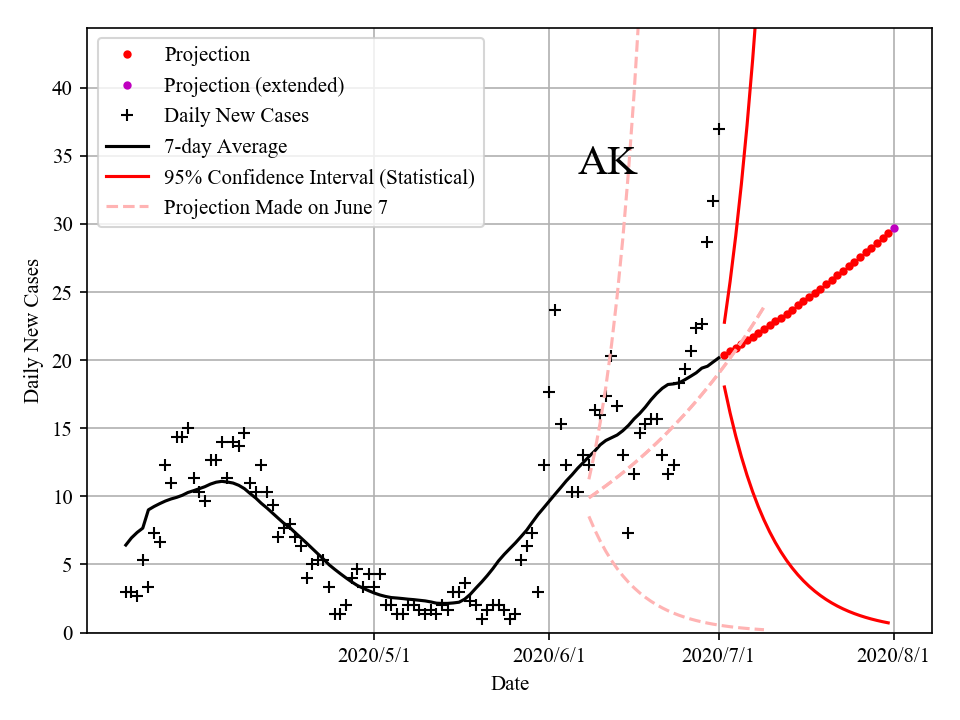 Projection
Projection (extended)
Daily New Cases
7-day Average
95% Confidence Interval (Statistical)
Projection Made on June 7
AK
40
35
30
25
20
15
10
5
0
Daily New Cases
2020/5/1 2020/6/1 2020/7/1 2020/8/1
Date